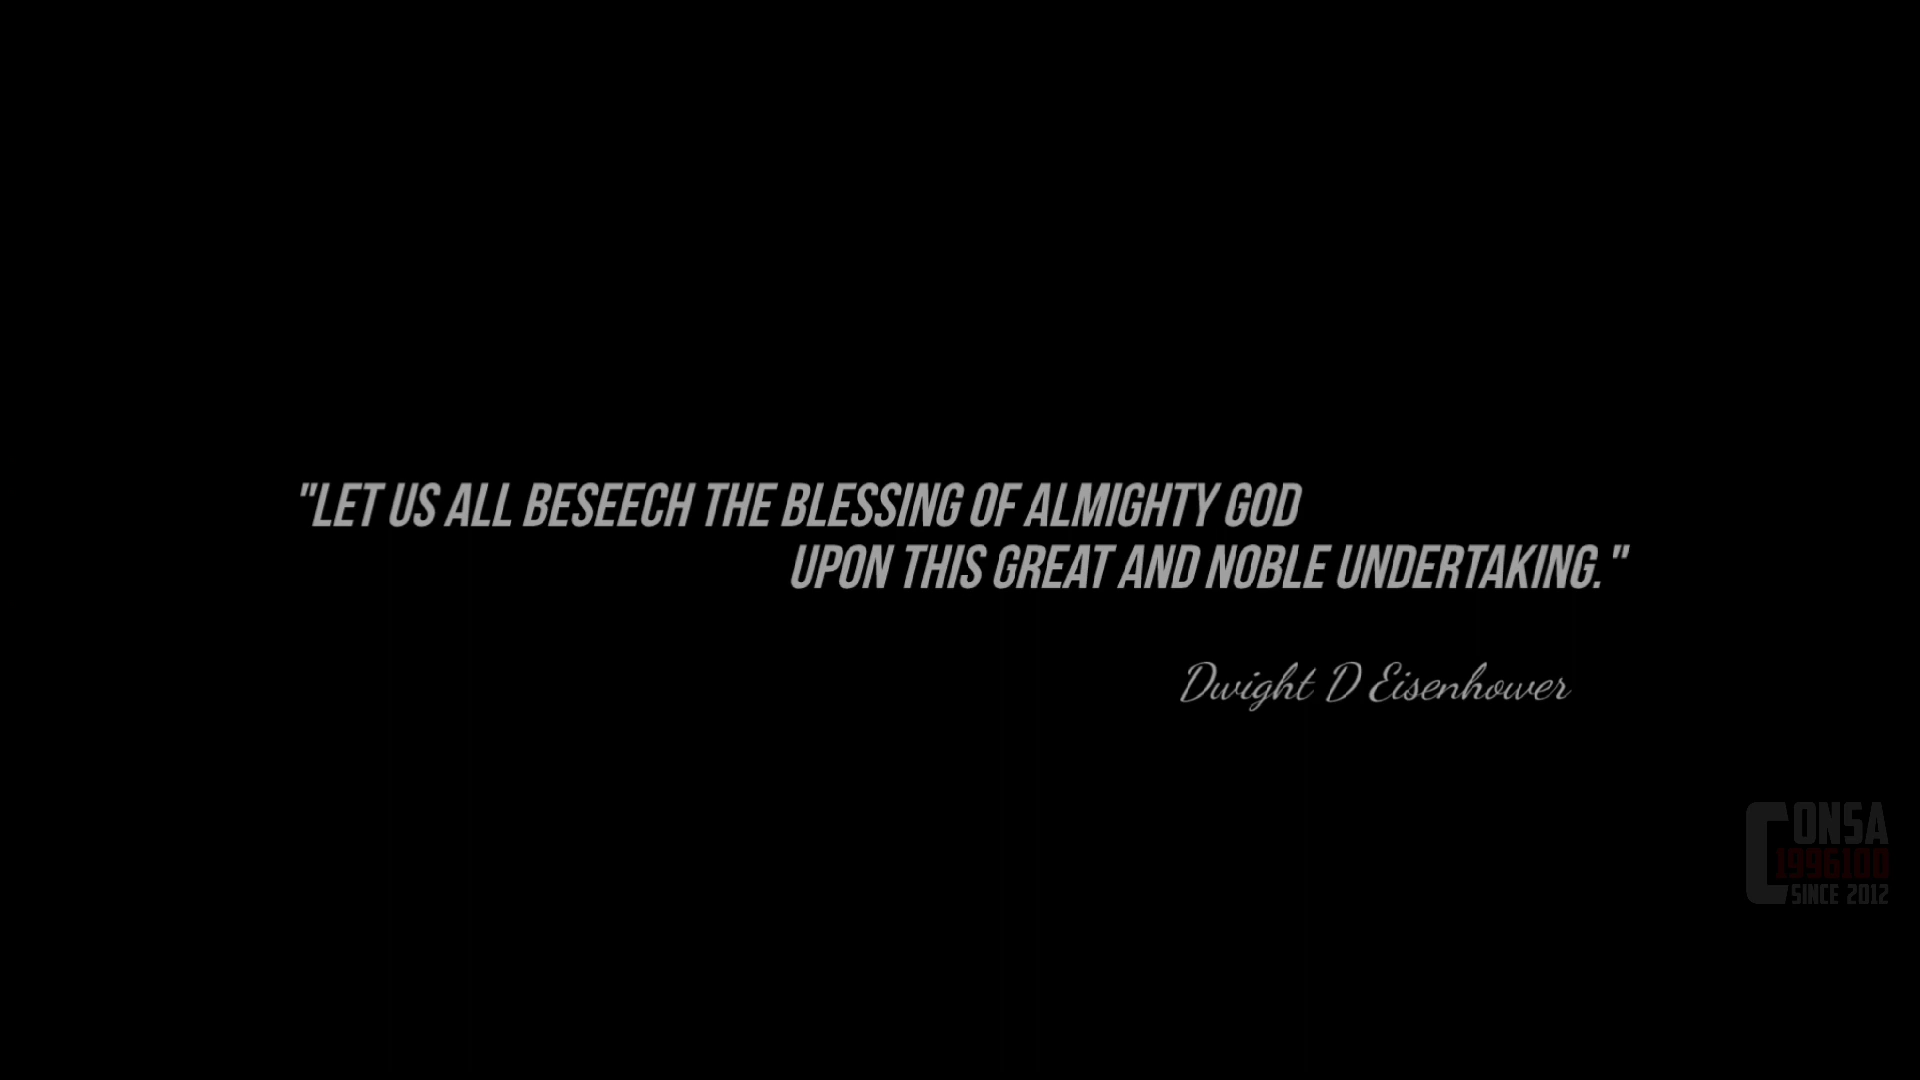 "LET US ALL BESEECH THE BLESSING OF ALMIGHTY GOD
UPON THIS GREAT AND NOBLE UNDERTAKING."
Dwight D Eisenhower
CONSA
1996100
SINCE 2012